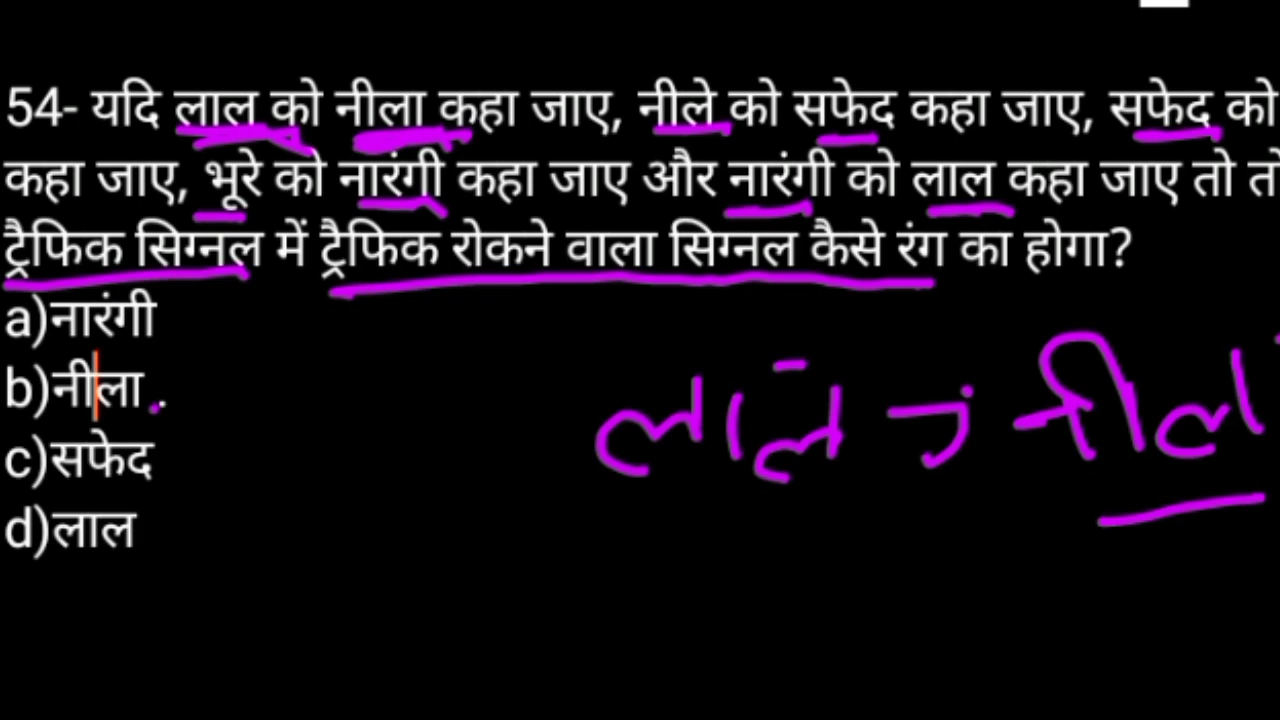 54- यदि लाल को नीला कहा जाए, नीले को सफेद कहा जाए, सफेद को
कहा जाए, भूरे को नारंगी कहा जाए और नारंगी को लाल कहा जाए तो
ट्रैफिक सिग्नल में ट्रैफिक रोकने वाला सिग्नल कैसे रंग का होगा?
a)नारंगी
b)नीला .
c)सफेद
d)लाल
लाल